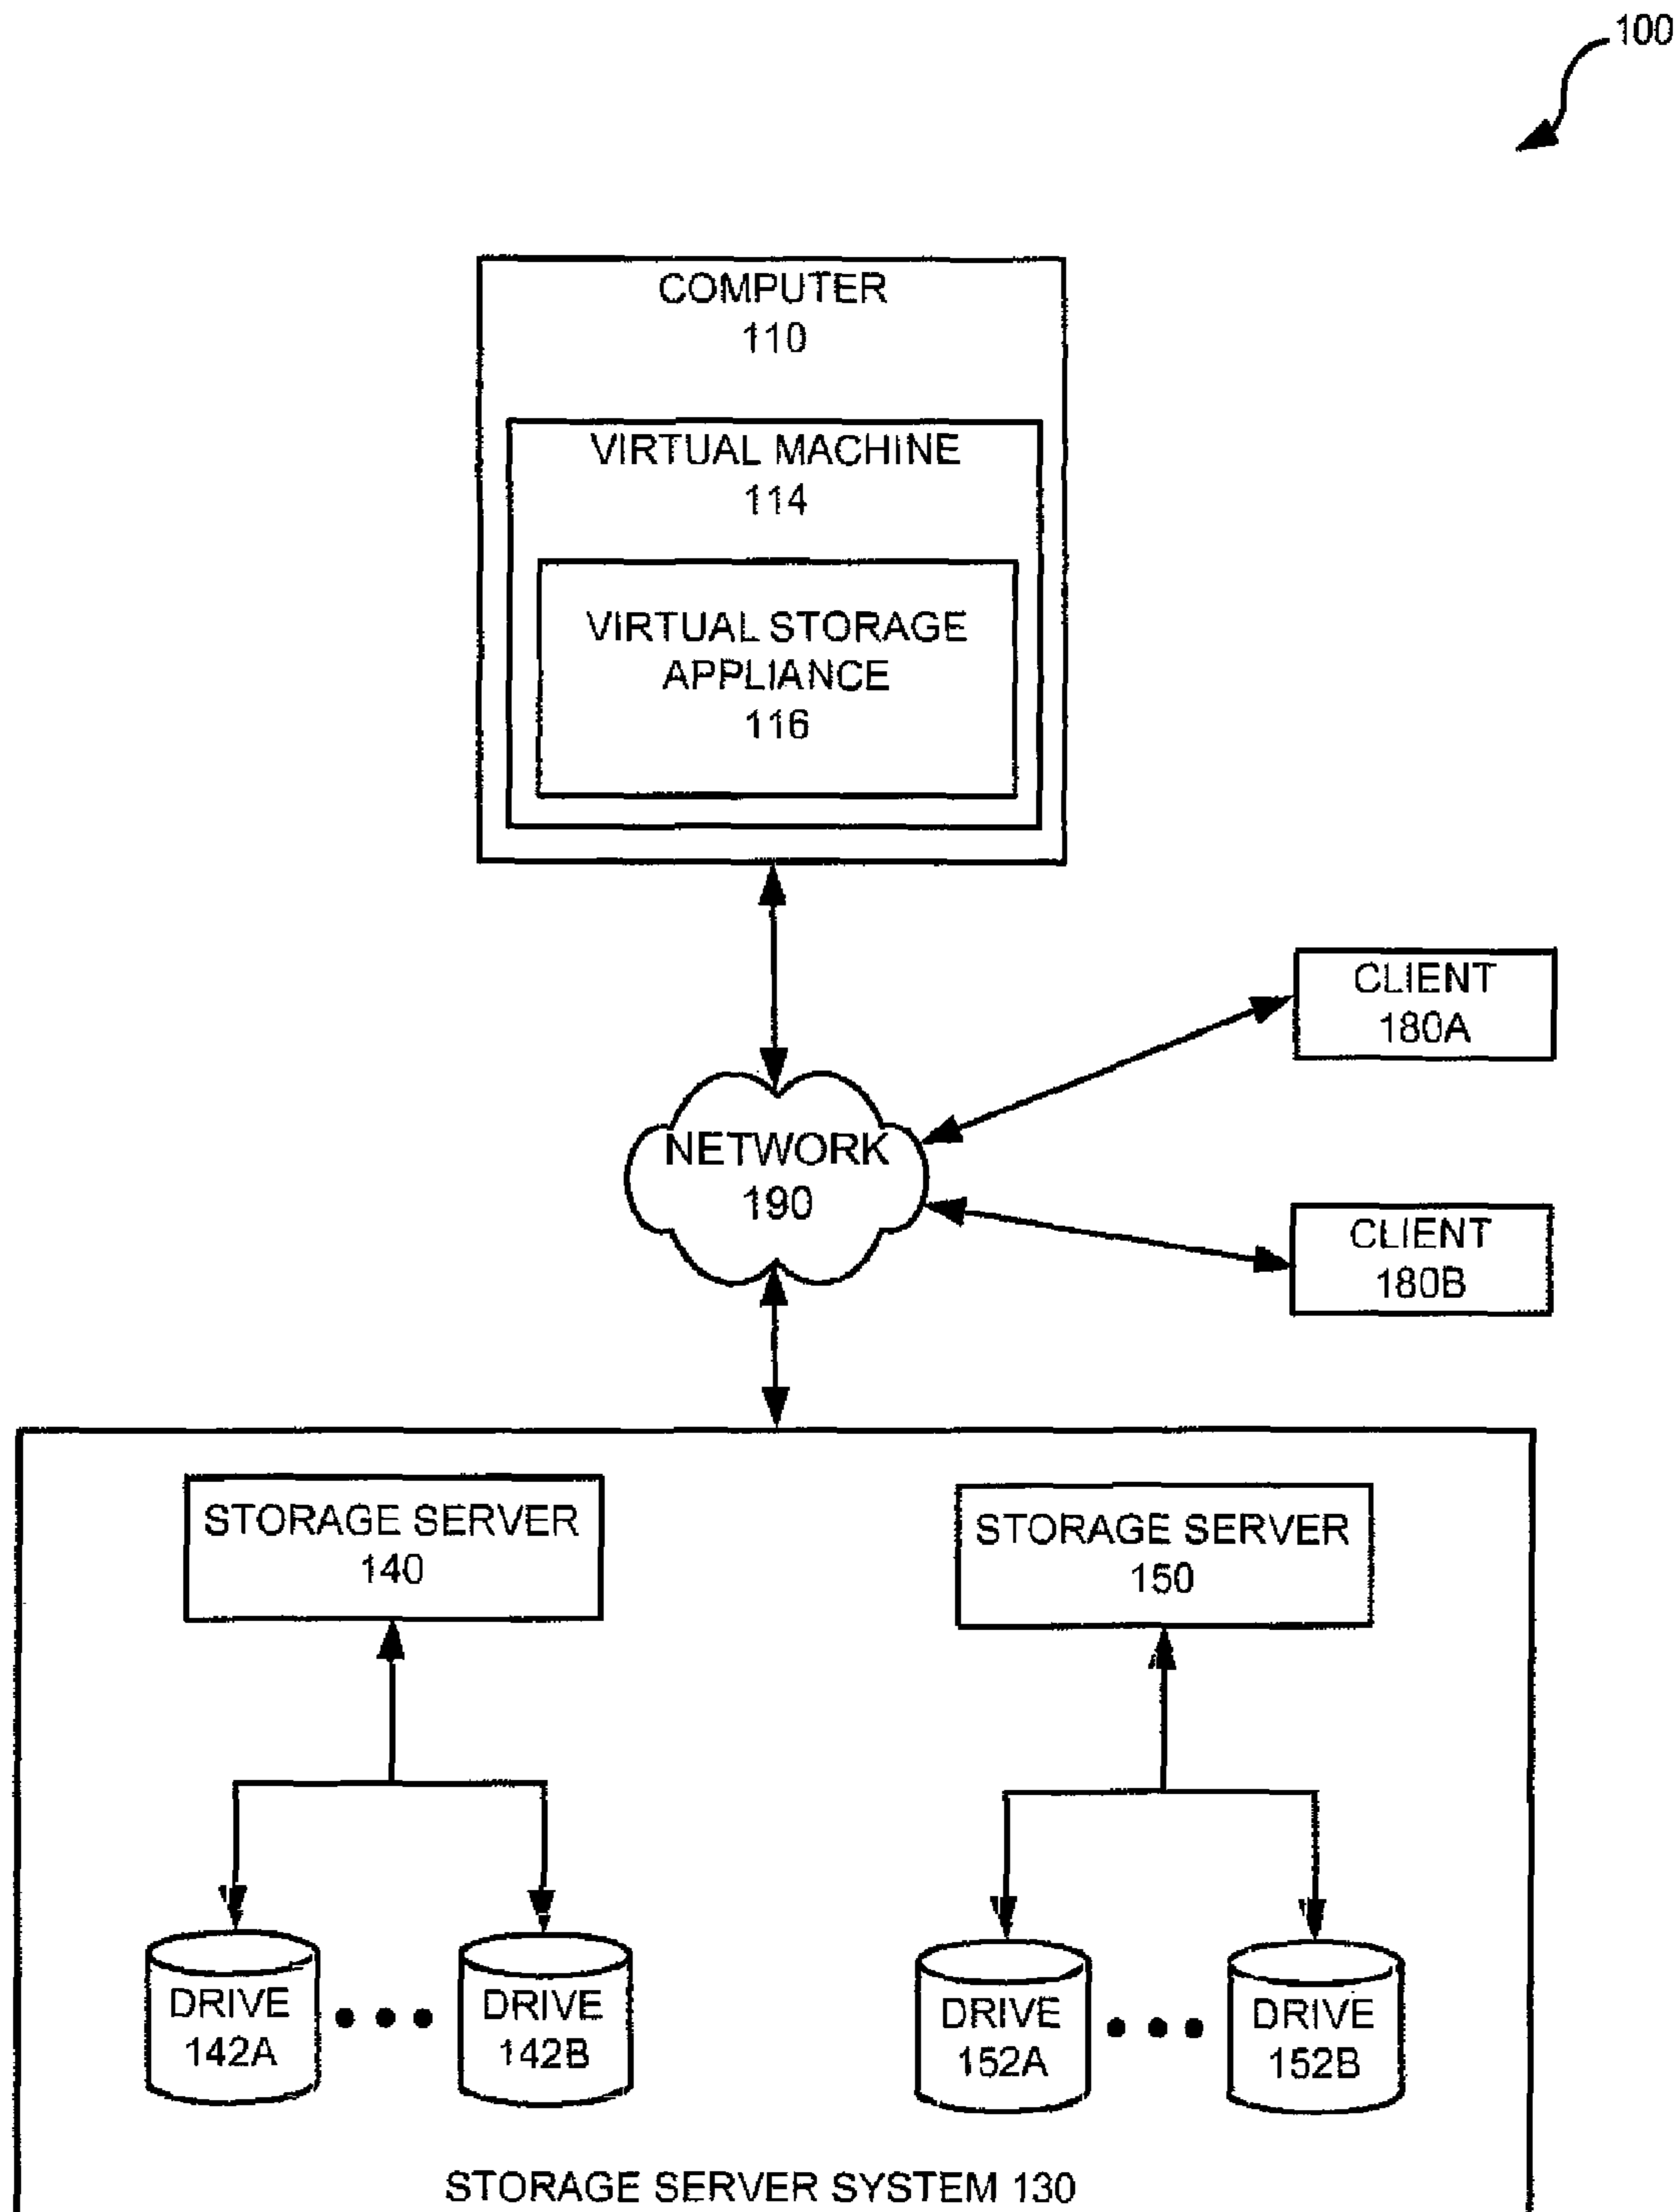 100
COMPUTER
110
VIRTUAL MACHINE
114
VIRTUAL STORAGE
APPLIANCE
116
CLIENT
180A
NETWORK
190
CLIENT
180B
STORAGE SERVER
140
STORAGE SERVER
150
DRIVE
142A
DRIVE
142B
DRIVE
152A
DRIVE
152B
STORAGE SERVER SYSTEM 130